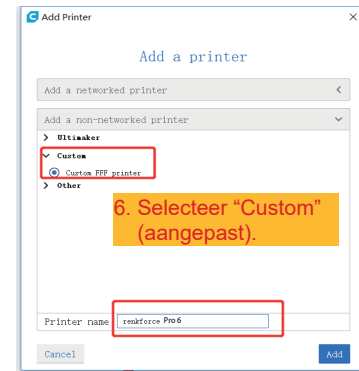 Add Printer
Add a printer
Add a networked printer
Add a non-networked printer
Ultimaker
Custom
Custom FFF printer
Other
6. Selecteer “Custom”
(aangepast).
Printer name renkforce Pro 6
Cancel
Add